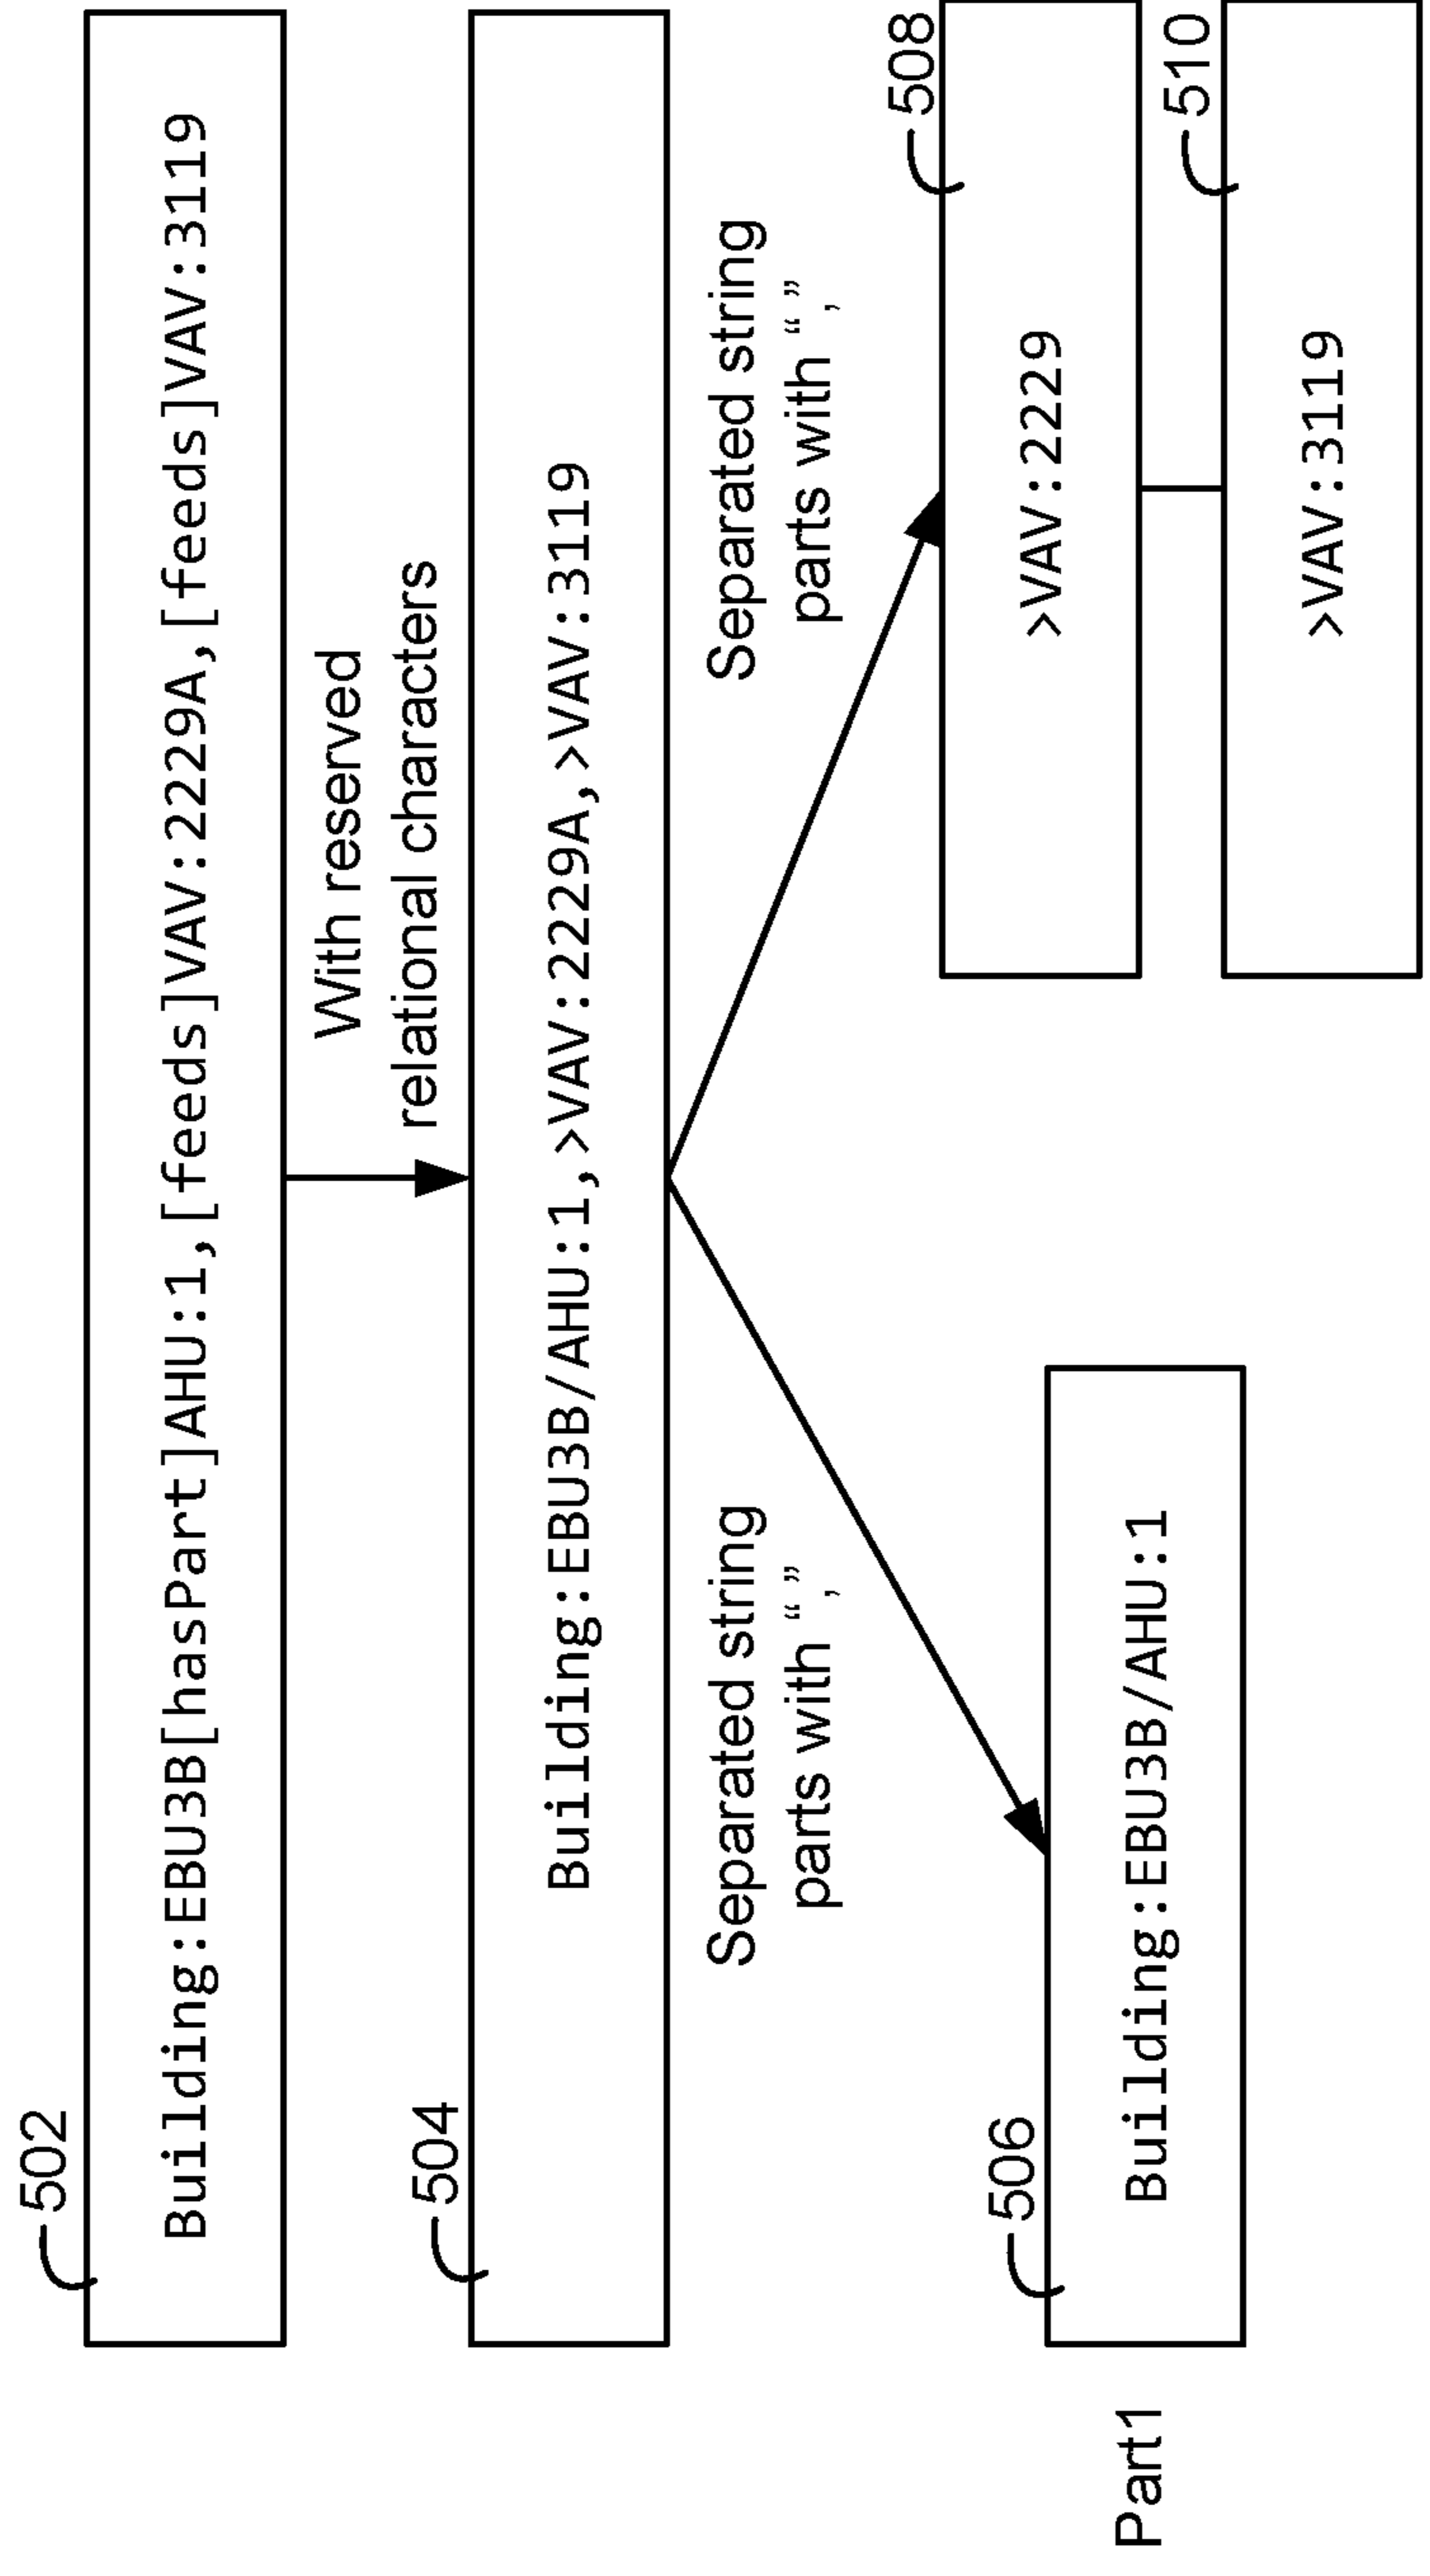 502
Building:EBU3B[hasPart]AHU:1,[feeds]VAV:2229A,[feeds]VAV:3119
With reserved
relational characters
504
Building:EBU3B/AHU:1,>VAV:2229A,>VAV:3119
Separated string
parts with “,”
Separated string
parts with “,”
506
Part1
Building:EBU3B/AHU:1
508
>VAV:2229
510
>VAV:3119